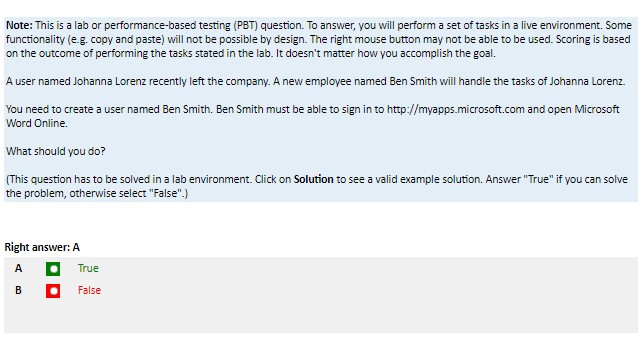 Note: This is a lab or performance-based testing (PBT) question. To answer, you will perform a set of tasks in a live environment. Some
functionality (e.g. copy and paste) will not be possible by design. The right mouse button may not be able to be used. Scoring is based
on the outcome of performing the tasks stated in the lab. It doesn't matter how you accomplish the goal.
A user named Johanna Lorenz recently left the company. A new employee named Ben Smith will handle the tasks of Johanna Lorenz.
You need to create a user named Ben Smith. Ben Smith must be able to sign in to http://myapps.microsoft.com and open Microsoft
Word Online.
What should you do?
(This question has to be solved in a lab environment. Click on Solution to see a valid example solution. Answer "True" if you can solve
the problem, otherwise select "False".)
Right answer: A
A True
B False